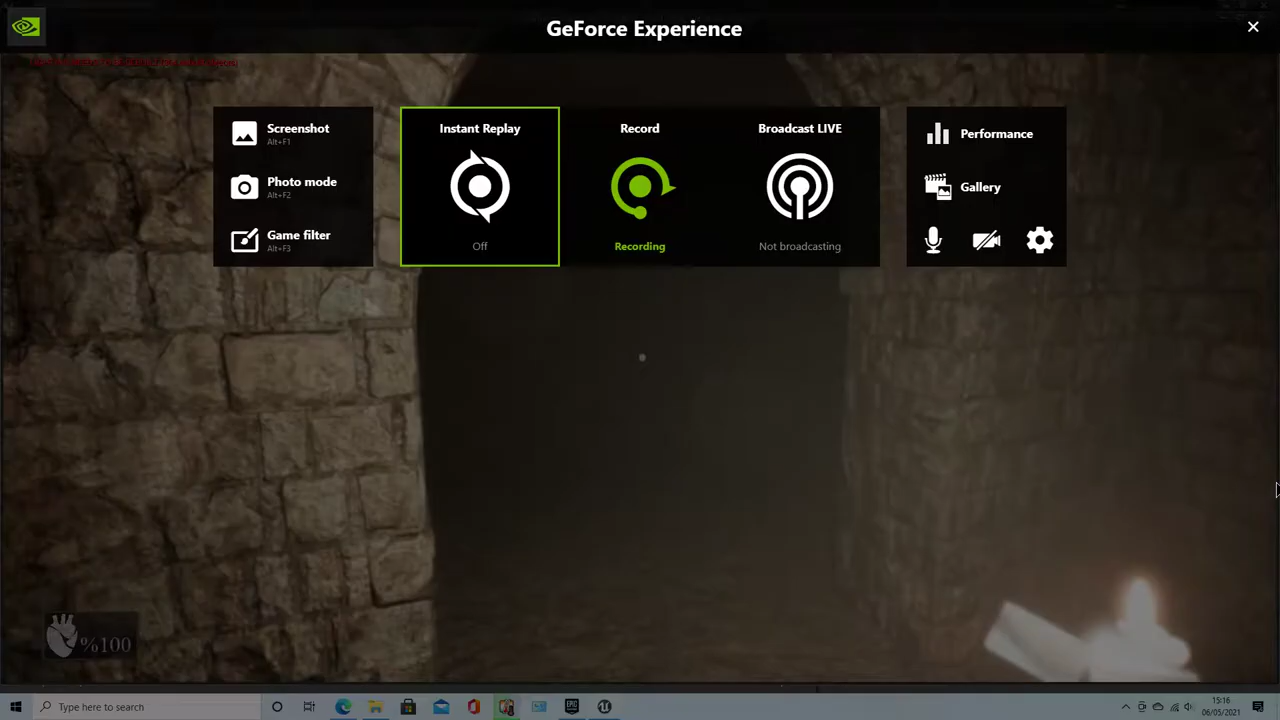 GeForce Experience
Screenshot
Alt+F1
Photo mode
Alt+F2
Game filter
Alt+F3
Instant Replay
Off
Record
Recording
Broadcast LIVE
Not broadcasting
Performance
Gallery
%100
Type here to search
EPIC
15:16
06/05/2021